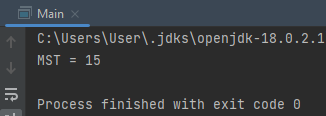 Main
C:\Users\User\.jdks\openjdk-18.0.2.1
MST = 15
Process finished with exit code 0